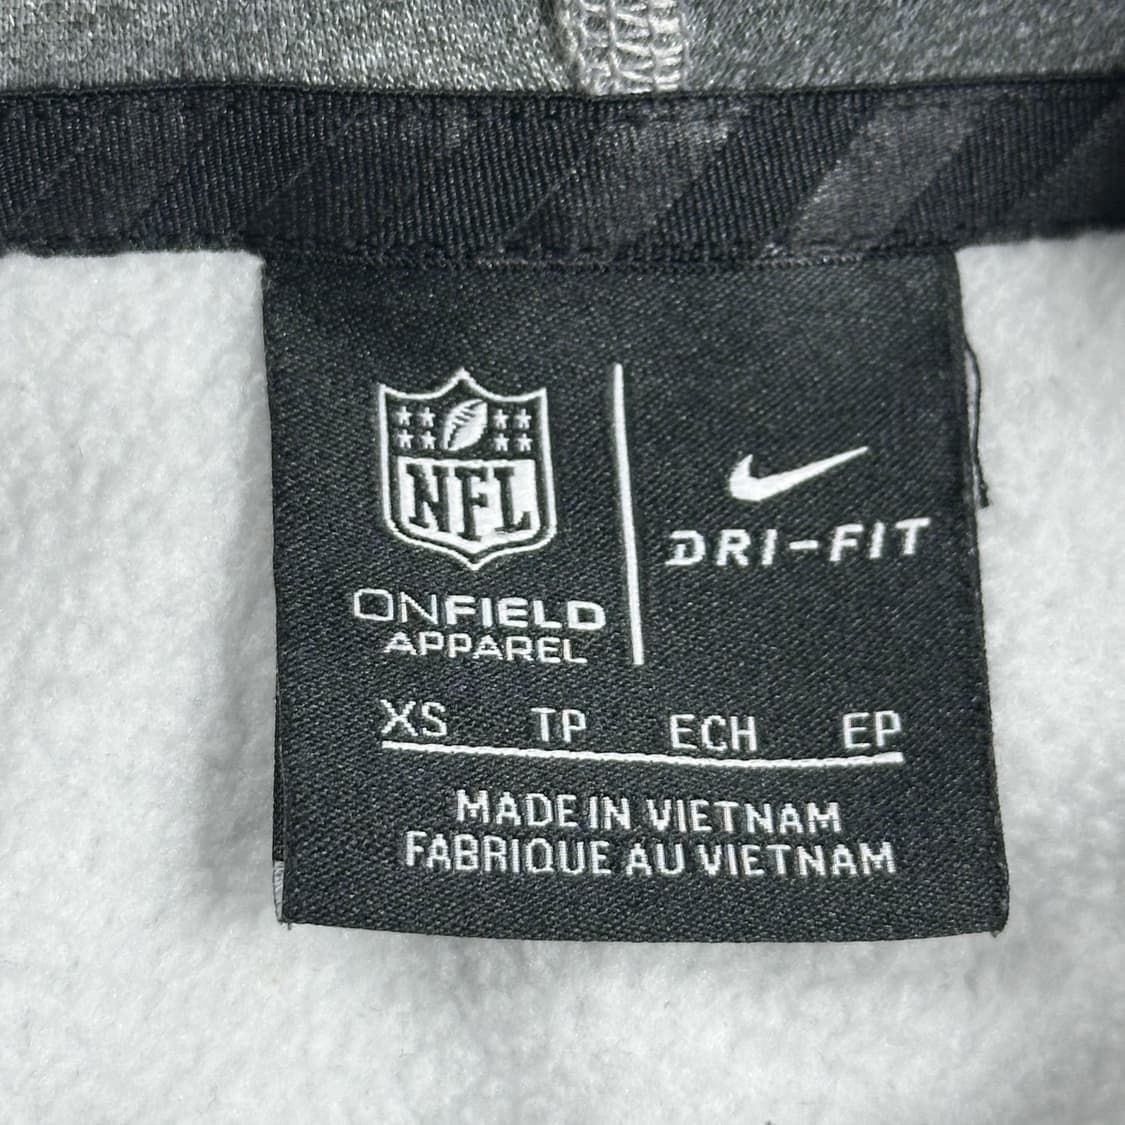 NFL
ONFIELD
APPAREL
DRI-FIT
XS TP ECH EP
MADE IN VIETNAM
FABRIQUE AU VIETNAM